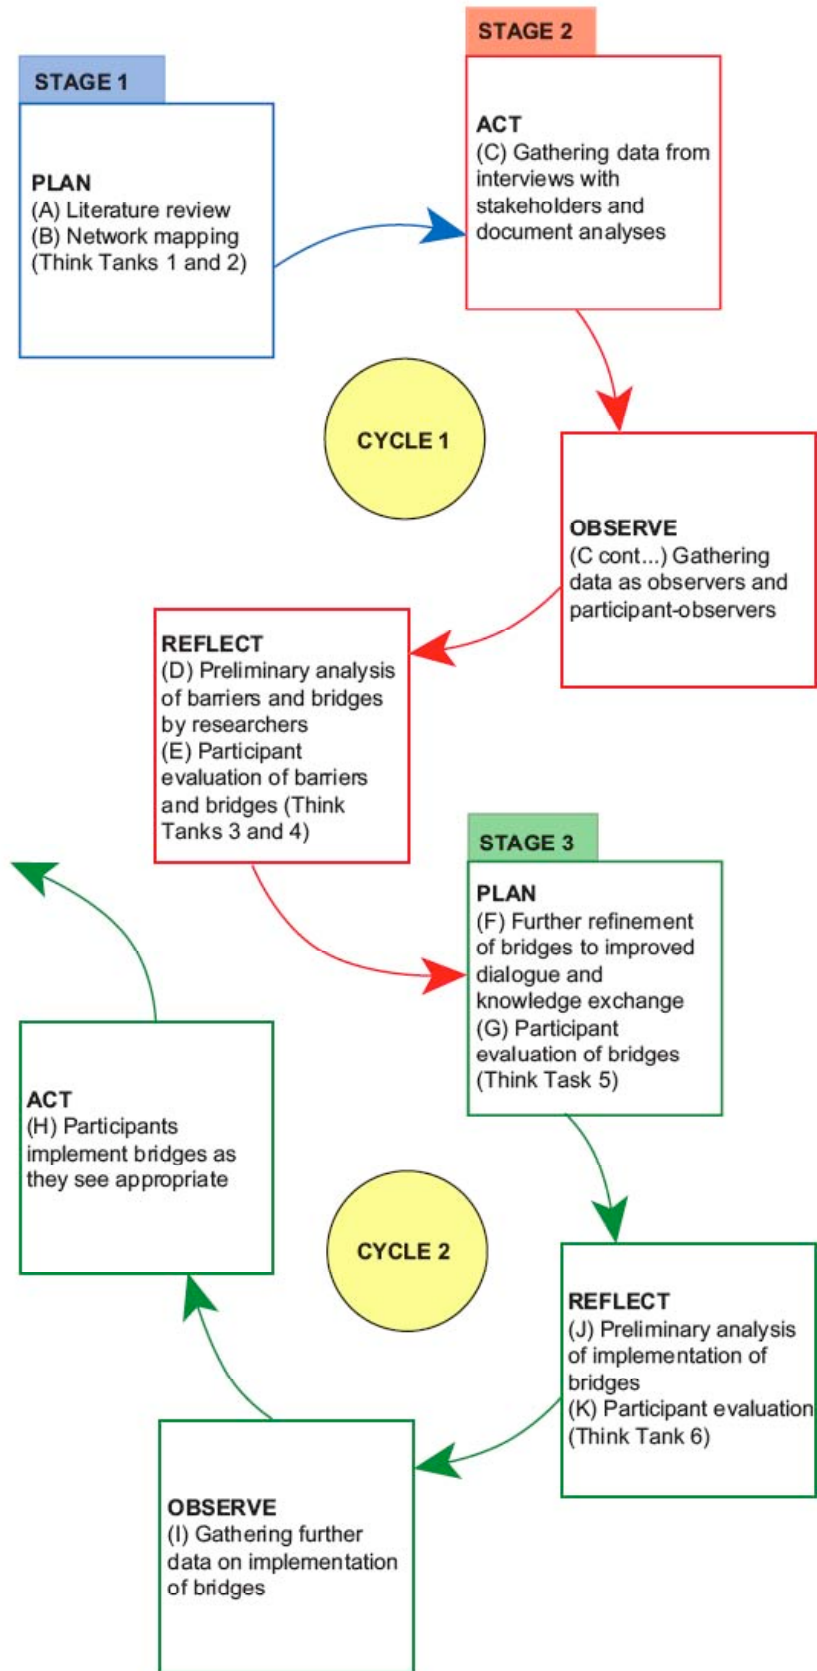 STAGE 1
PLAN
(A) Literature review
(B) Network mapping
(Think Tanks 1 and 2)
STAGE 2
ACT
(C) Gathering data from
interviews with
stakeholders and
document analyses
CYCLE 1
OBSERVE
(C cont...) Gathering
data as observers and
participant-observers
REFLECT
(D) Preliminary analysis
of barriers and bridges
by researchers
(E) Participant
evaluation of barriers
and bridges (Think
Tanks 3 and 4)
STAGE 3
PLAN
(F) Further refinement
of bridges to improved
dialogue and
knowledge exchange
(G) Participant
evaluation of bridges
(Think Task 5)
CYCLE 2
REFLECT
(J) Preliminary analysis
of implementation of
bridges
(K) Participant evaluation
(Think Tank 6)
OBSERVE
(I) Gathering further
data on implementation
of bridges
ACT
(H) Participants
implement bridges as
they see appropriate